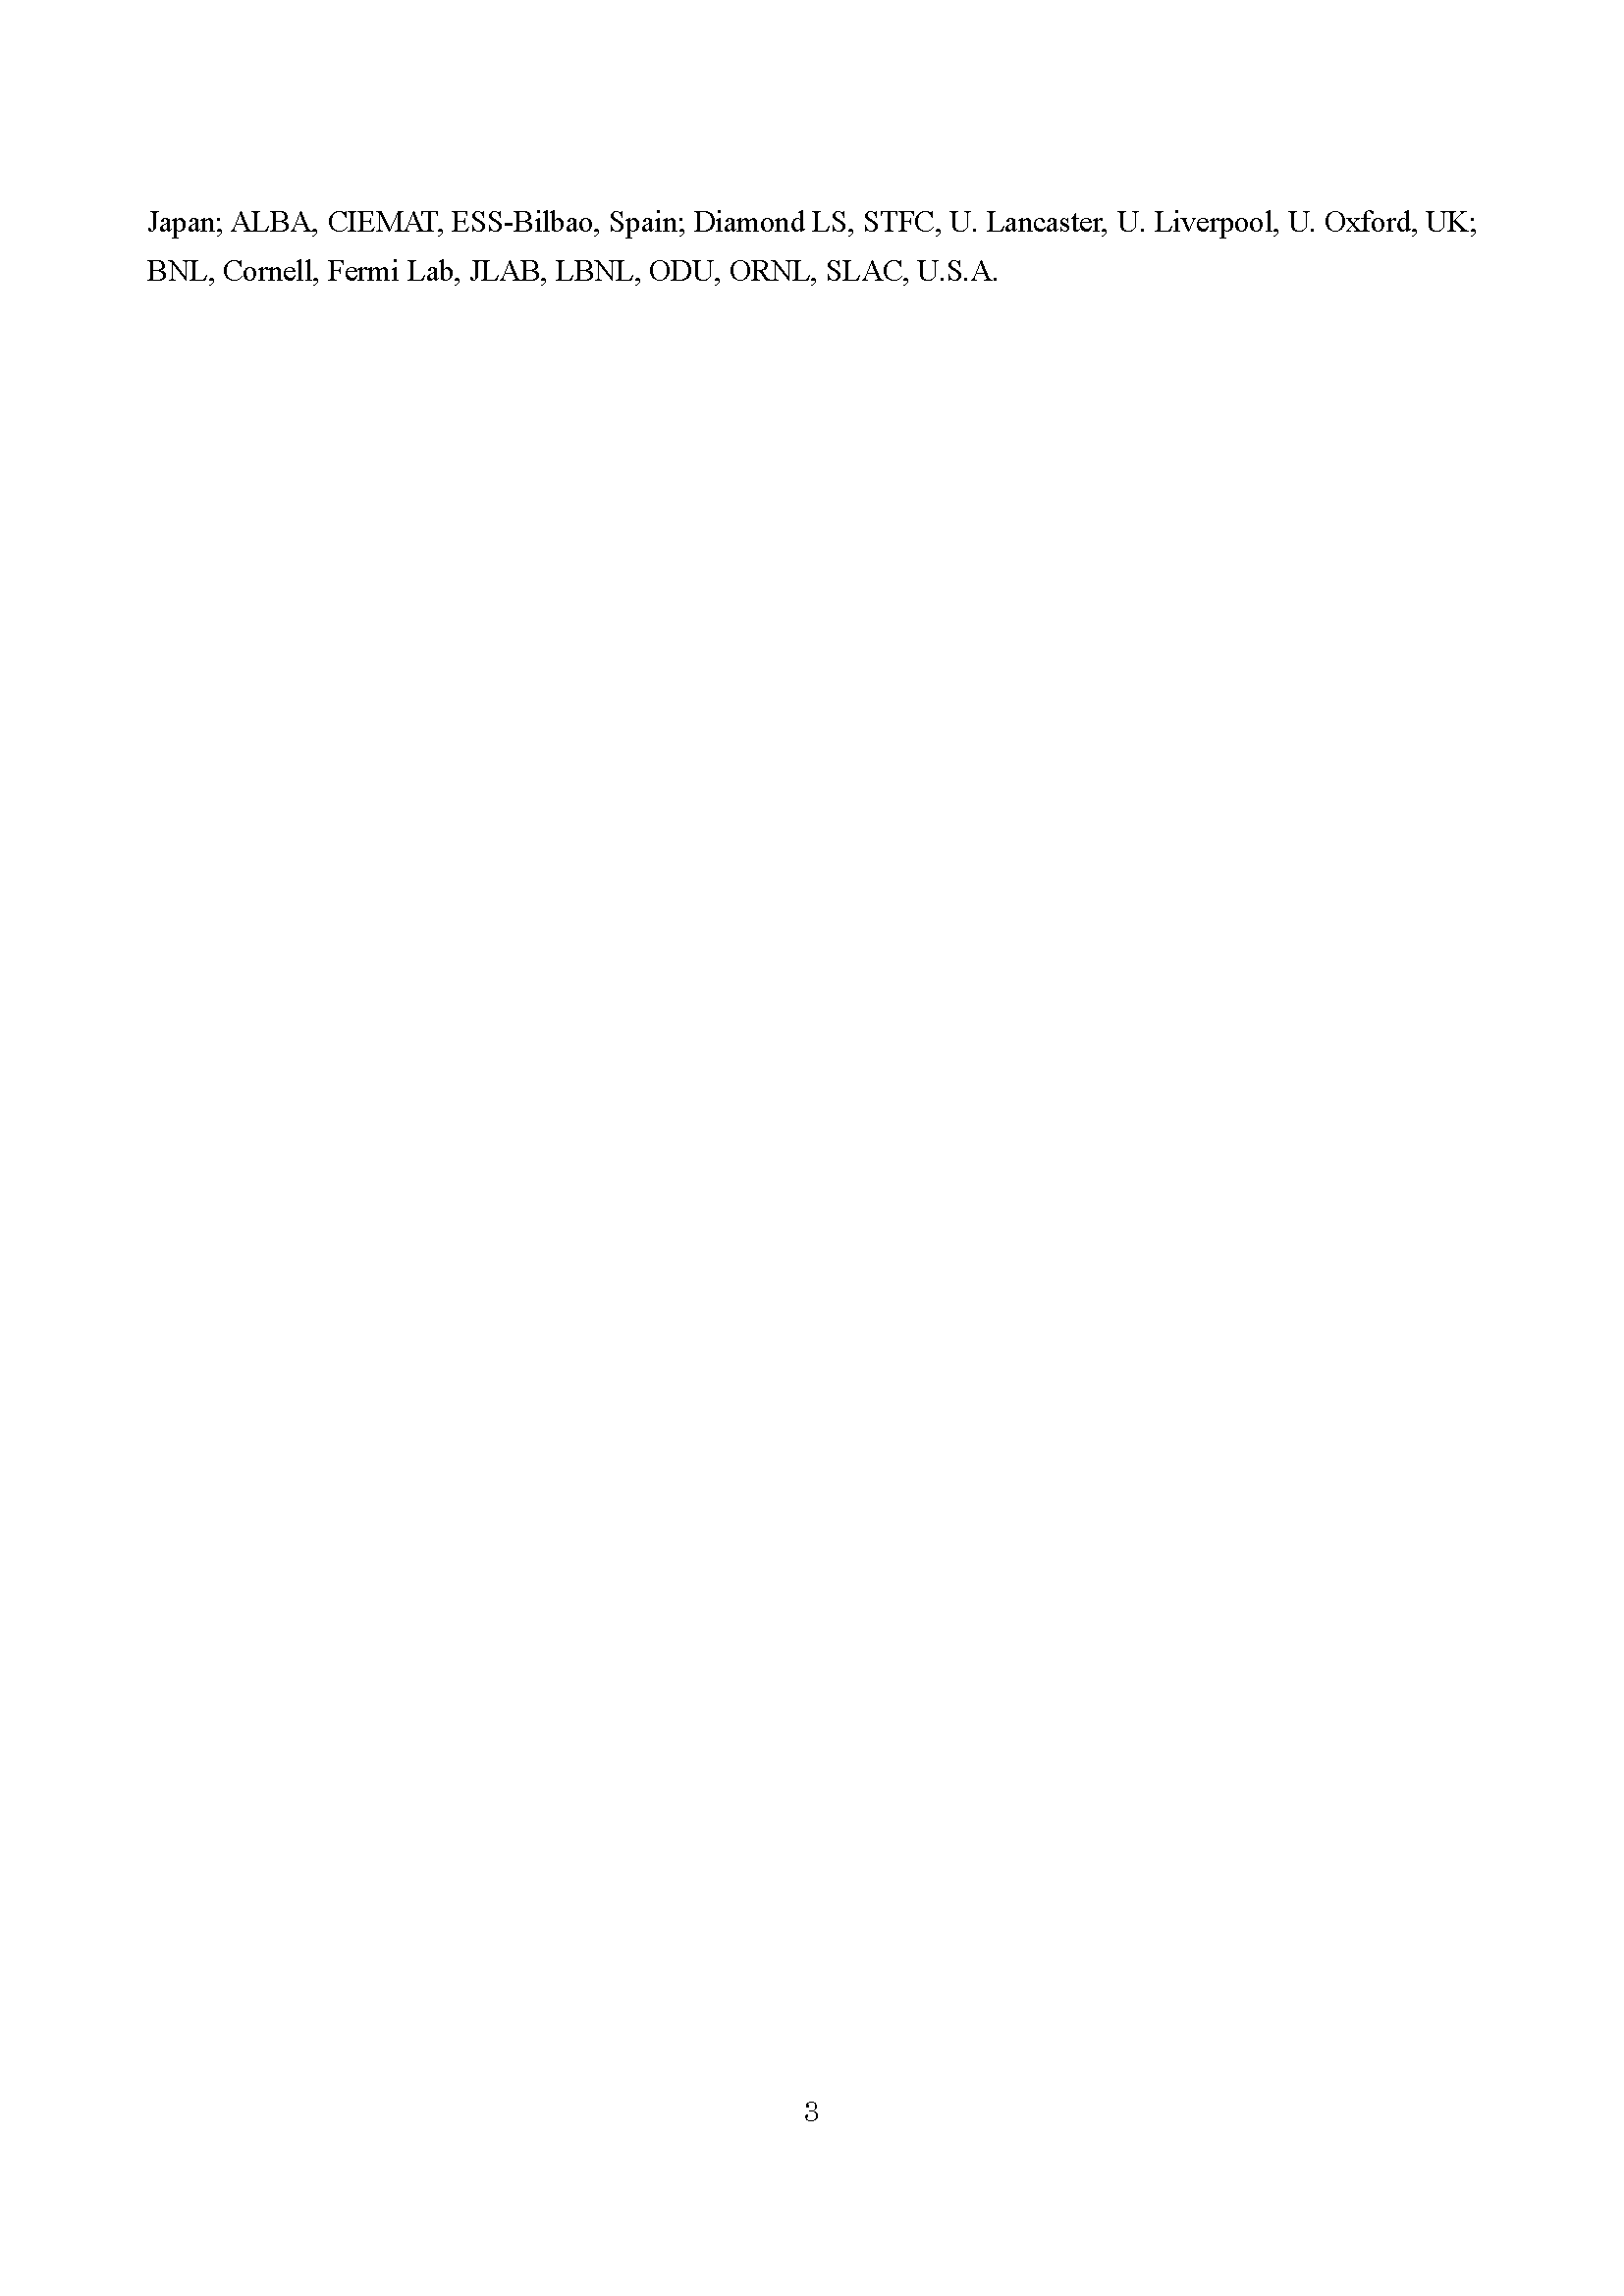 Japan; ALBA, CIEMAT, ESS-Bilbao, Spain; Diamond LS, STFC, U. Lancaster, U. Liverpool, U. Oxford, UK;
BNL, Cornell, Fermi Lab, JLAB, LBNL, ODU, ORNL, SLAC, U.S.A.
3